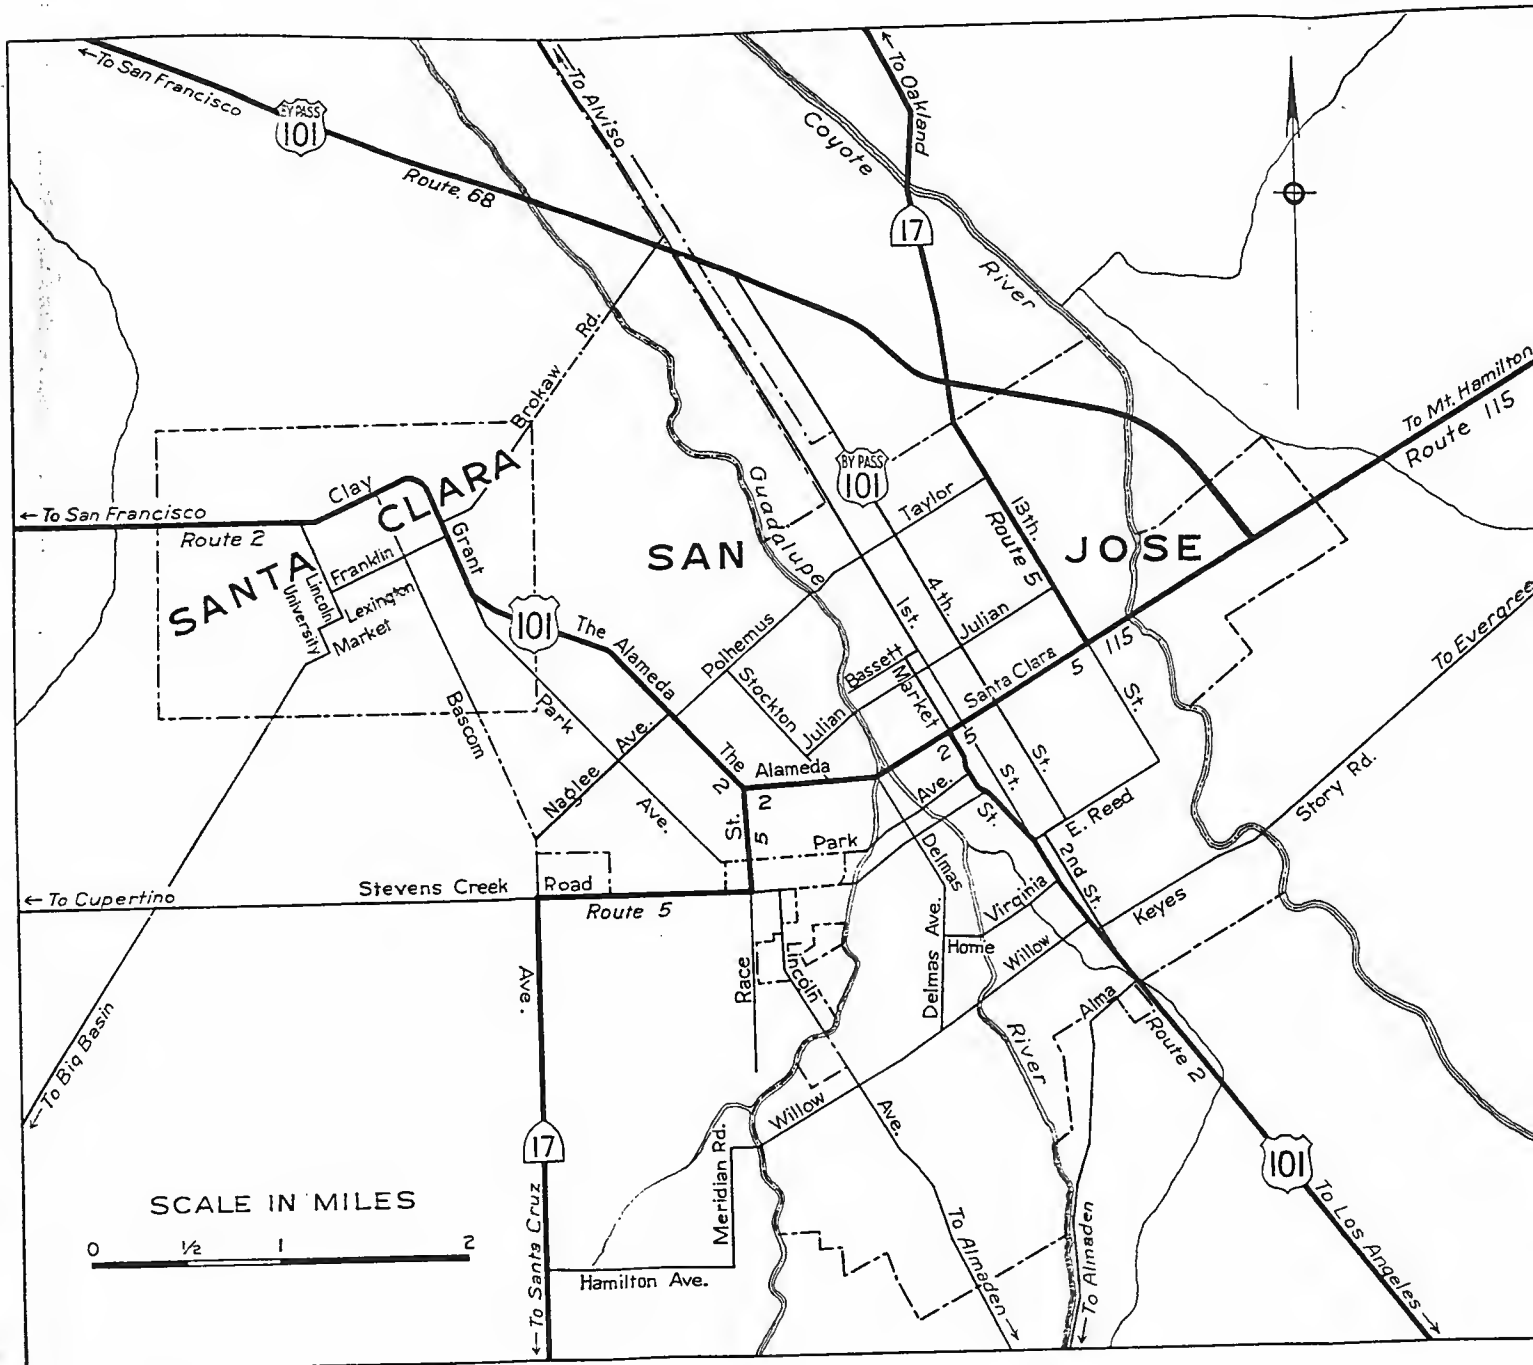 ←To San Francisco
BY PASS
101
Route 68
←To Alviso
Coyote
River
←To Oakland
17
Brokaw
Rd.
To Mt. Hamilton
Route 115
BY PASS
101
Guadalupe
Taylor
13th.
Route 5
SAN
JOSE
←To San Francisco
Route 2
Clay
SANTA
CLARA
Franklin
Grant
Lincoln
University
Lexington
Market
101
The Alameda
Polhemus
Stockton
Bassett
Julian
Market
1st.
4th.
Julian
Santa Clara
5
115
St.
To Evergreen
Bascom
Park
Naglee
Ave.
The
Alameda
2
2
5
St.
Ave.
2
5
Ave.
St.
St.
St.
E. Reed
Story Rd.
Park
Delmas
2nd St.
Keyes
←To Cupertino
Stevens Creek
Road
Route 5
Ave.
Race
Lincoln
Delmas Ave.
Home
Virginia
Willow
Alma
Route 2
River
←To Big Basin
17
Willow
Ave.
Meridian Rd.
Hamilton Ave.
←To Santa Cruz
To Almaden→
←To Almaden
101
To Los Angeles→
SCALE IN MILES
0
1/2
1
2